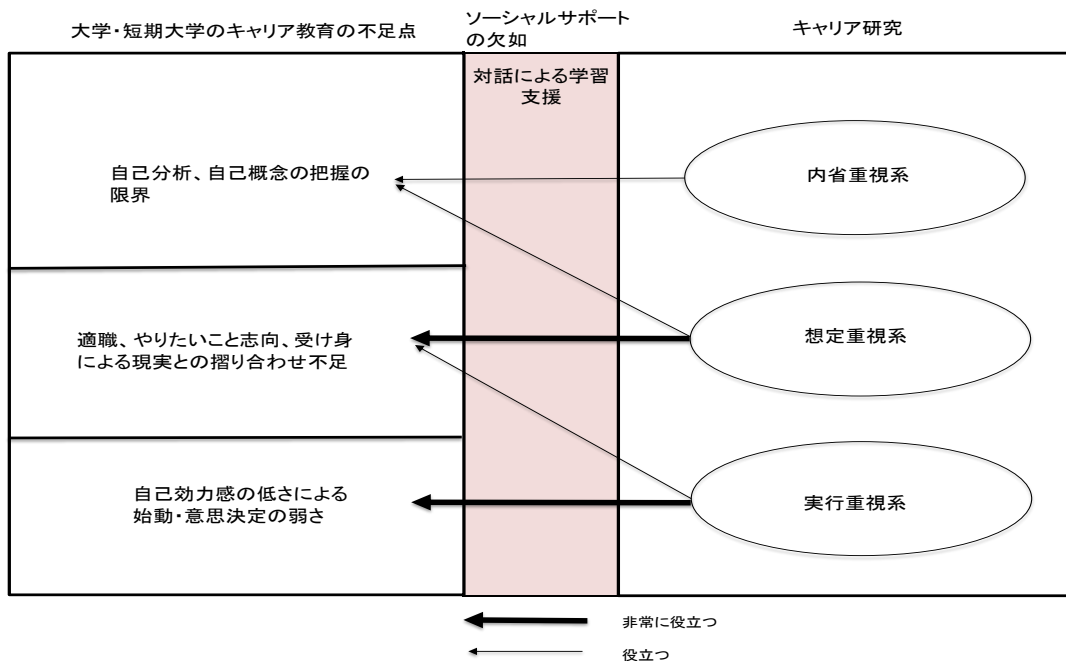 大学・短期大学のキャリア教育の不足点
ソーシャルサポート
の欠如
キャリア研究
対話による学習
支援
自己分析、自己概念の把握の
限界
内省重視系
適職、やりたいこと志向、受け身
による現実との摺り合わせ不足
想定重視系
自己効力感の低さによる
始動・意思決定の弱さ
実行重視系
非常に役立つ
役立つ